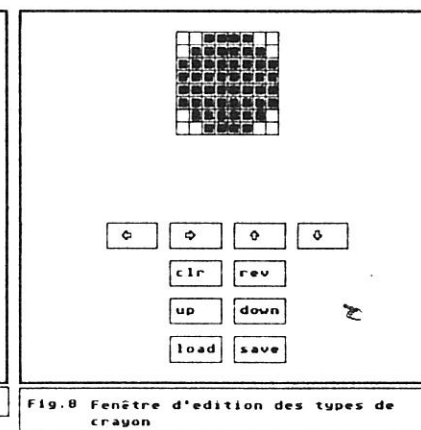 clr rev
up down
load save
Fig.8 Fenêtre d'edition des types de
crayon